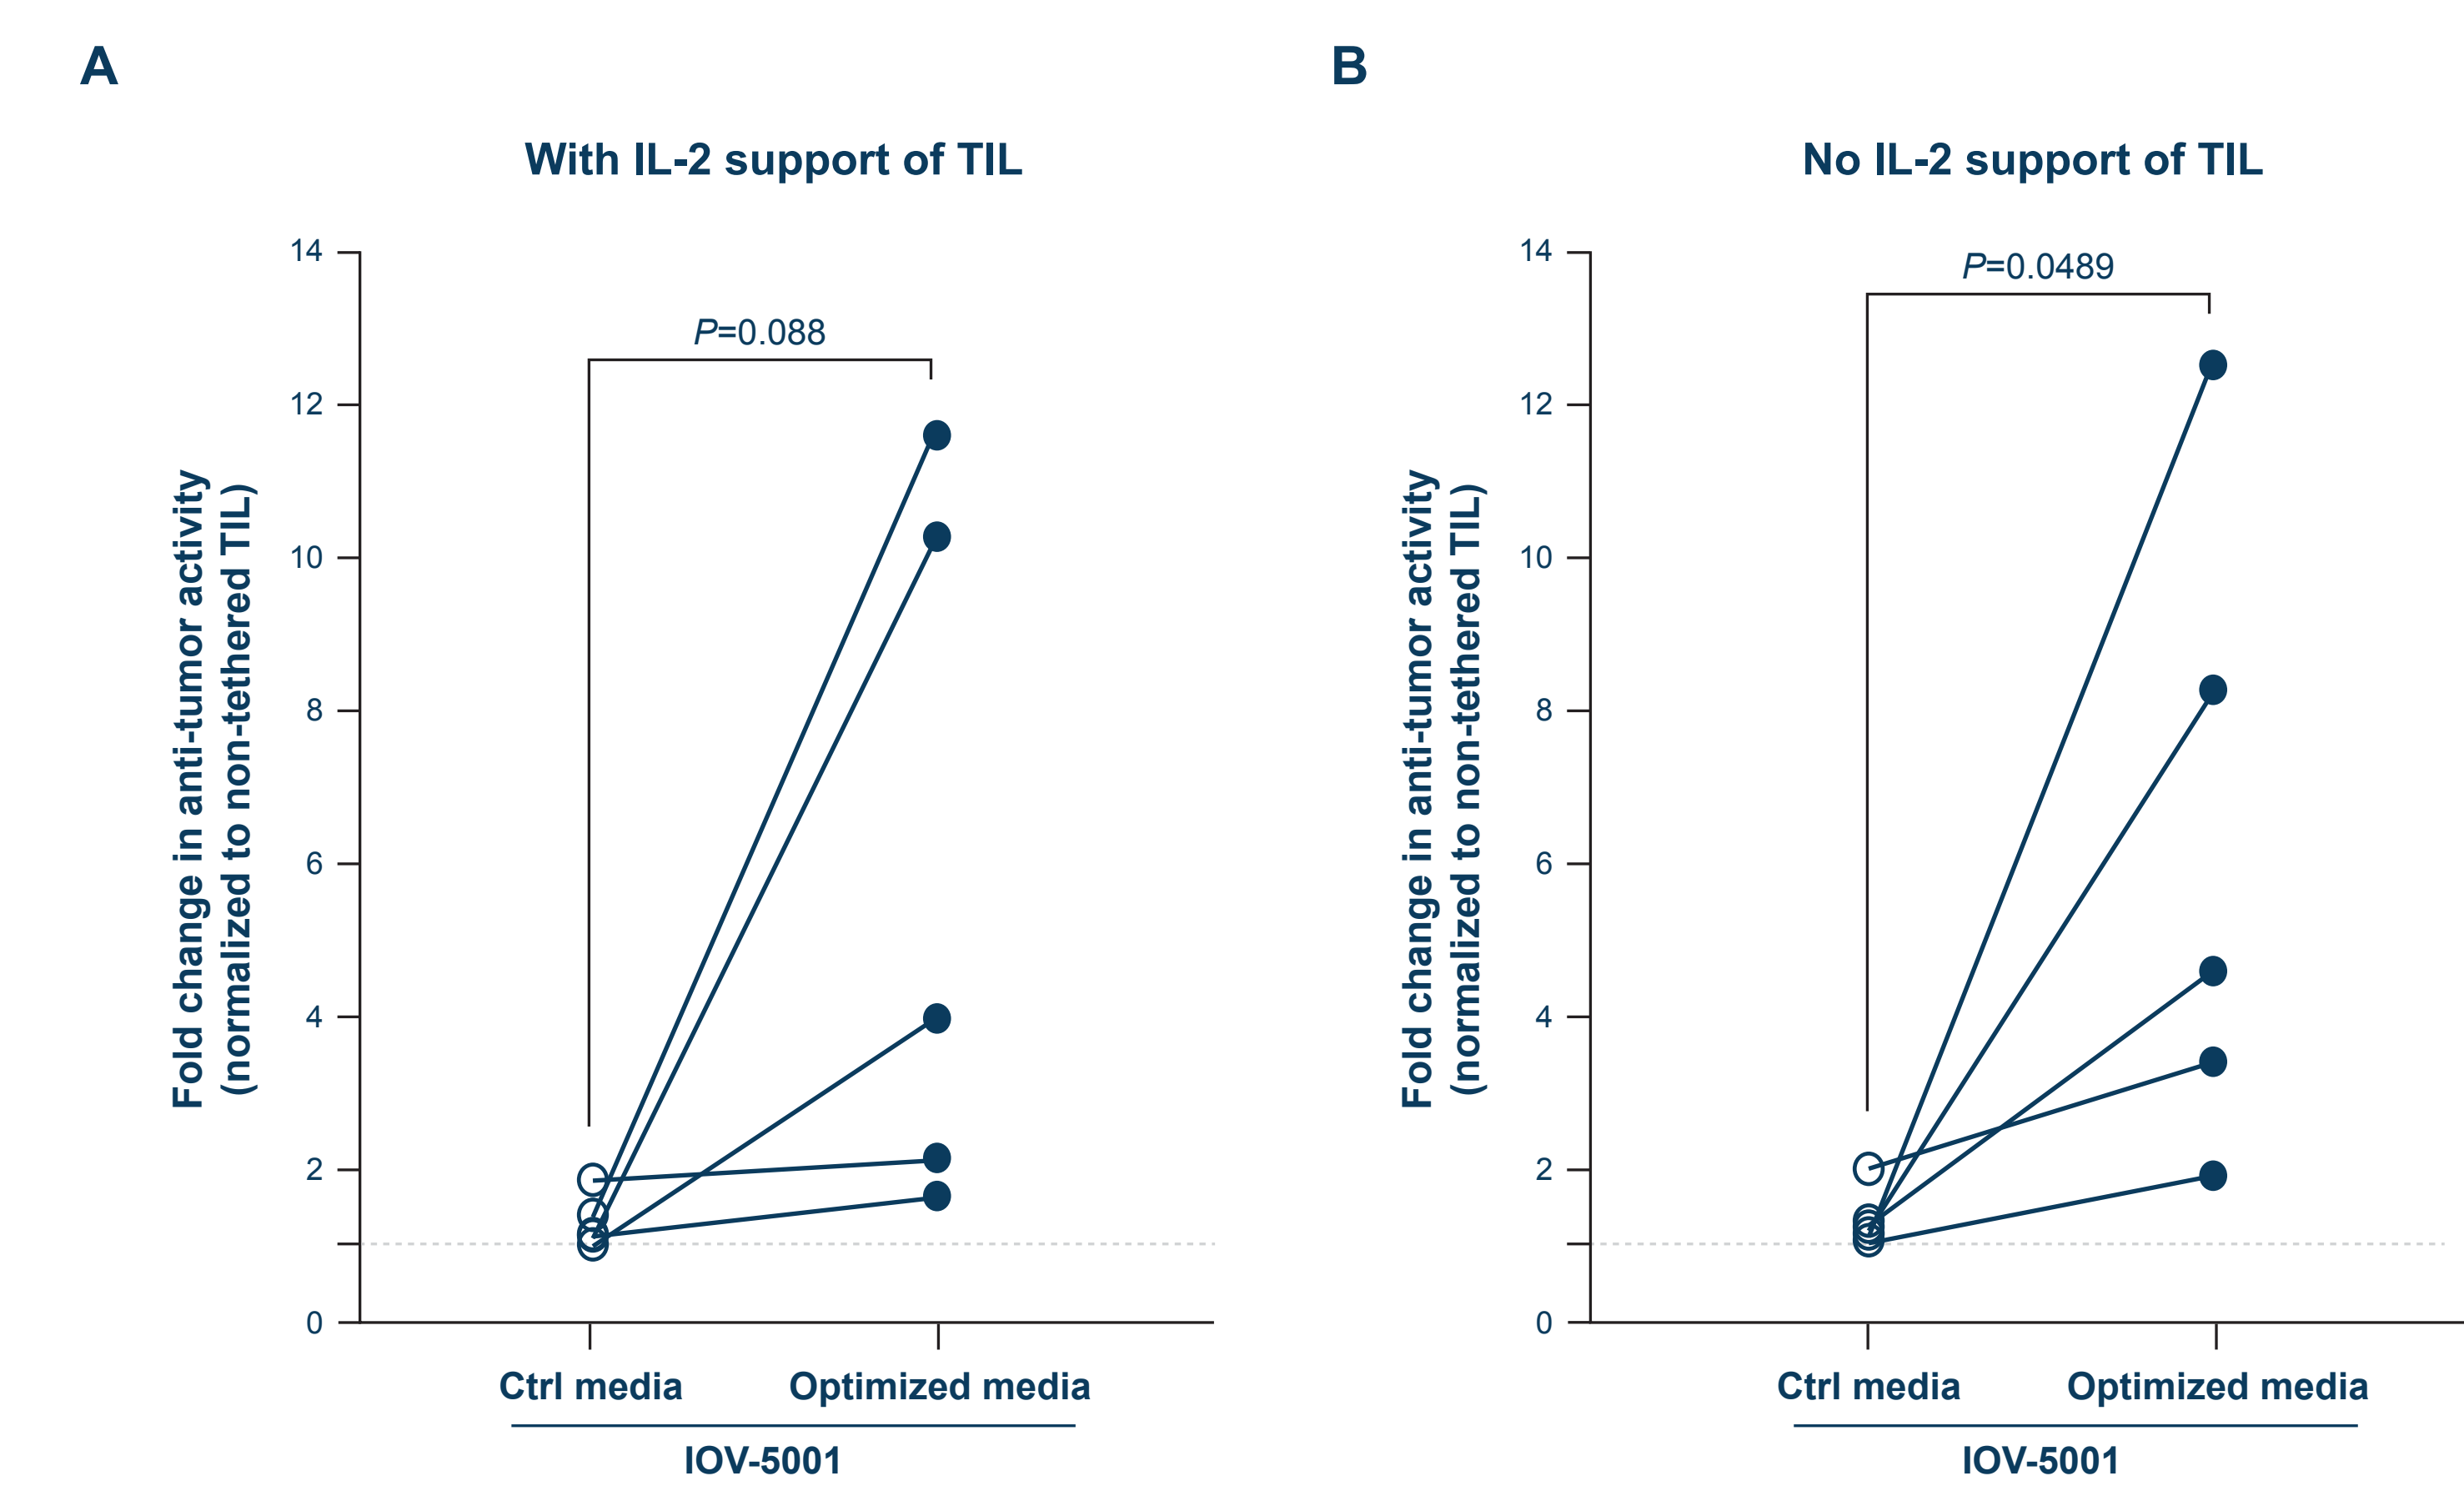 A
With IL-2 support of TIL
Fold change in anti-tumor activity
(normalized to non-tethered TIL)
14
12
10
8
6
4
2
0
P=0.088
Ctrl media
Optimized media
IOV-5001
B
No IL-2 support of TIL
Fold change in anti-tumor activity
(normalized to non-tethered TIL)
14
12
10
8
6
4
2
0
P=0.0489
Ctrl media
Optimized media
IOV-5001